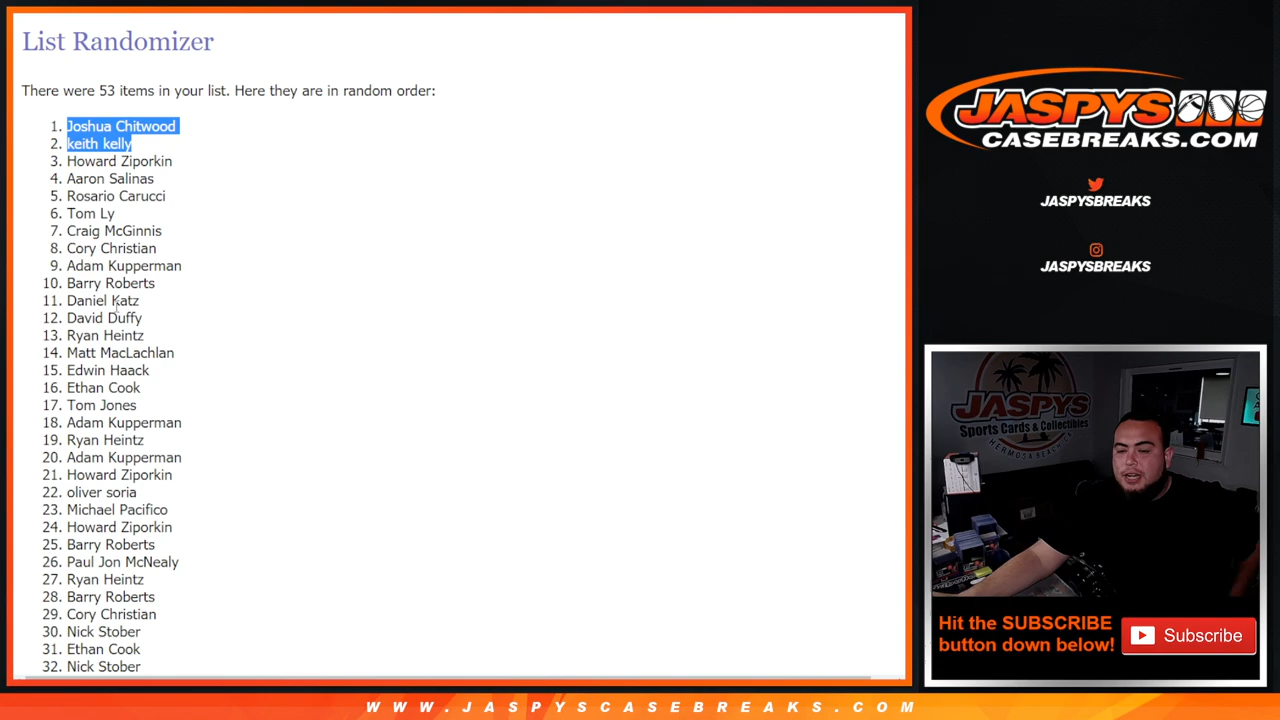 List Randomizer
There were 53 items in your list. Here they are in random order:
1. Joshua Chitwood
2. keith kelly
3. Howard Ziporkin
4. Aaron Salinas
5. Rosario Carucci
6. Tom Ly
7. Craig McGinnis
8. Cory Christian
9. Adam Kupperman
10. Barry Roberts
11. Daniel Katz
12. David Duffy
13. Ryan Heintz
14. Matt MacLachlan
15. Edwin Haack
16. Ethan Cook
17. Tom Jones
18. Adam Kupperman
19. Ryan Heintz
20. Adam Kupperman
21. Howard Ziporkin
22. oliver soria
23. Michael Pacifico
24. Howard Ziporkin
25. Barry Roberts
26. Paul Jon McNealy
27. Ryan Heintz
28. Barry Roberts
29. Cory Christian
30. Nick Stober
31. Ethan Cook
32. Nick Stober
JASPYS
CASEBREAKS.COM
JASPYSBREAKS
JASPYSBREAKS
JASPYS
Sports Cards & Collectibles
HERMOSA BEACH, CA
Hit the SUBSCRIBE
button down below!
Subscribe
WWW.JASPYSCASEBREAKS.COM